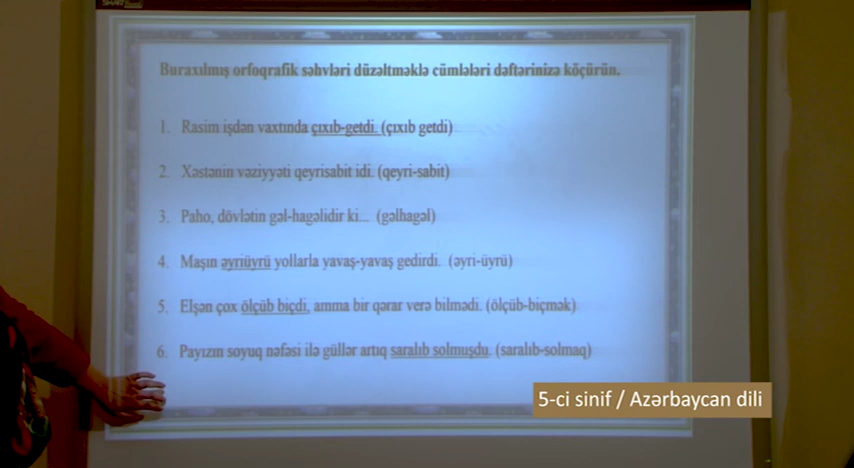 Buraxılmış orfoqrafik səhvləri düzəltməklə cümlələri dəftərinizə köçürün.
1. Rasim işdən vaxtında çıxıb-getdi. (çıxıb getdi)
2. Xəstənin vəziyyəti qeyrisabit idi. (qeyri-sabit)
3. Paho, dövlətin gəl-hagəlidir ki... (gəlhagəl)
4. Maşın əyriüyrü yollarla yavaş-yavaş gedirdi. (əyri-üyrü)
5. Elşən çox ölçüb biçdi, amma bir qərar verə bilmədi. (ölçüb-biçmək)
6. Payızın soyuq nəfəsi ilə güllər artıq saralıb solmuşdu. (saralıb-solmaq)
5-ci sinif / Azərbaycan dili